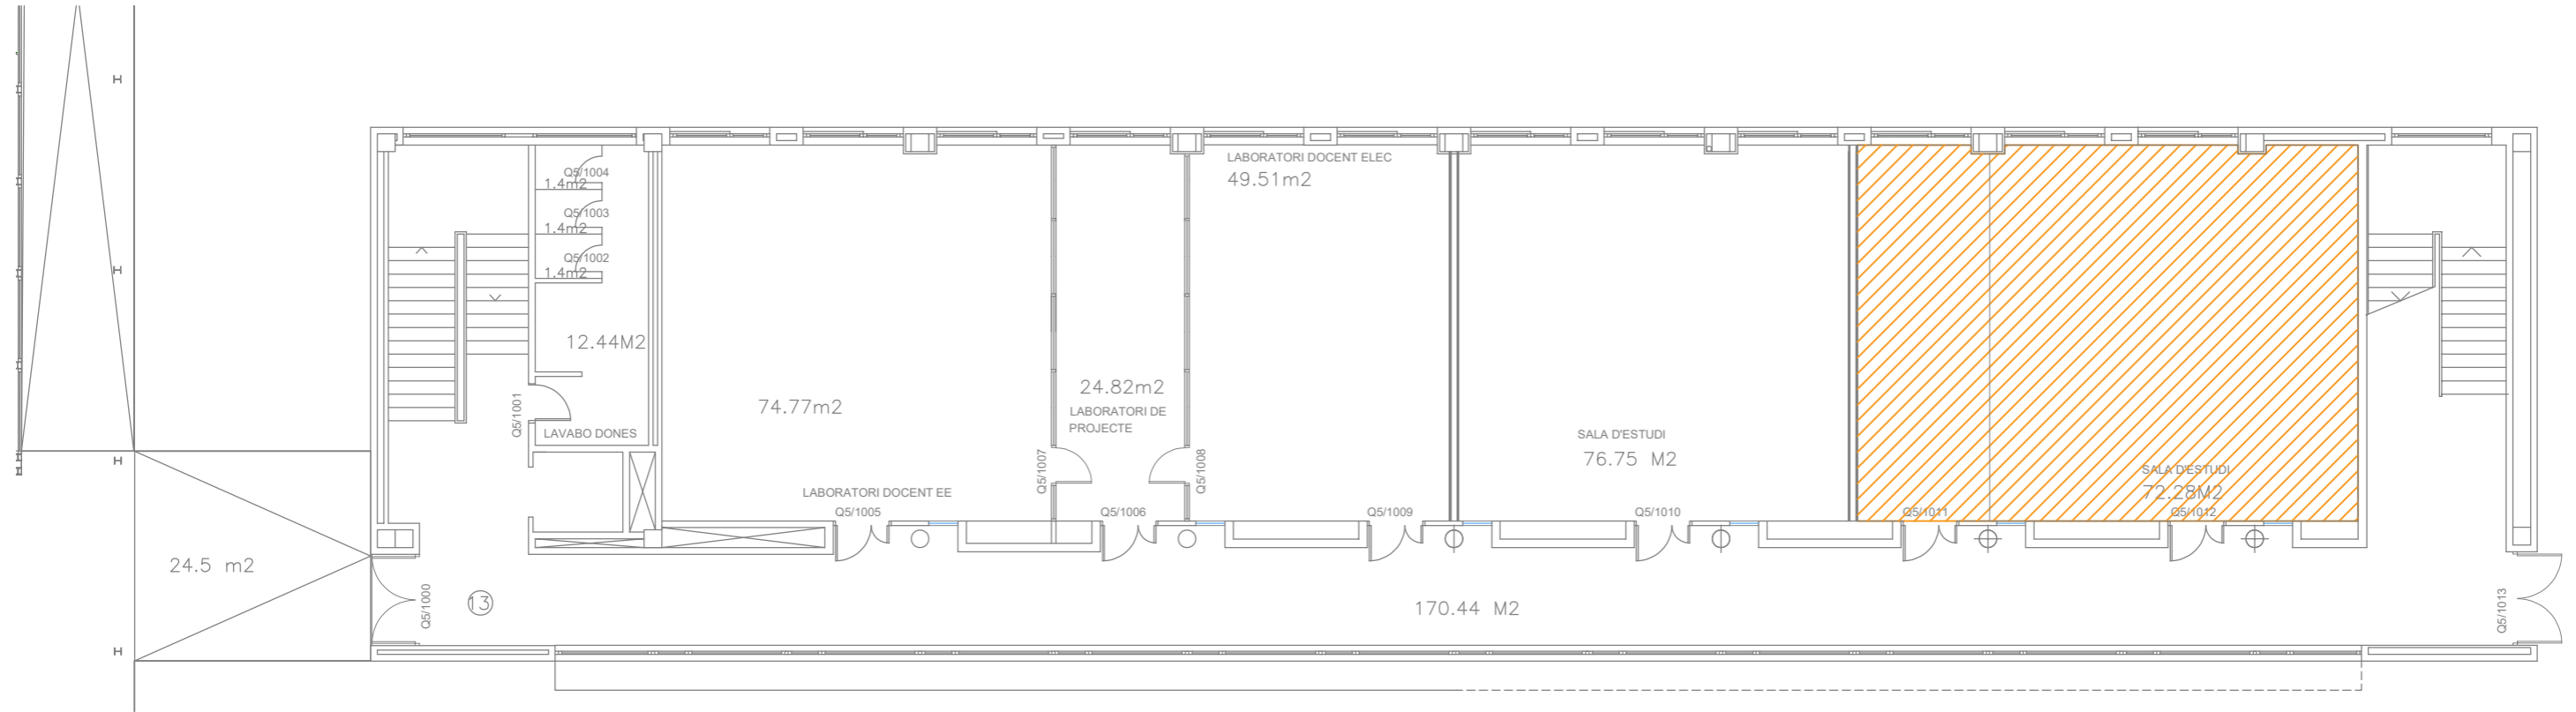 Q5/1004
1.4m2
Q5/1003
1.4m2
Q5/1002
1.4m2
12.44M2
Q5/1001
LAVABO DONES
74.77m2
LABORATORI DOCENT EE
Q5/1005
Q5/1007
24.82m2
LABORATORI DE
PROJECTE
Q5/1006
Q5/1008
LABORATORI DOCENT ELEC
49.51m2
Q5/1009
SALA D'ESTUDI
76.75 M2
Q5/1010
SALA D'ESTUDI
72.28M2
Q5/1011
Q5/1012
24.5 m2
Q5/1000
13
170.44 M2
Q5/1013